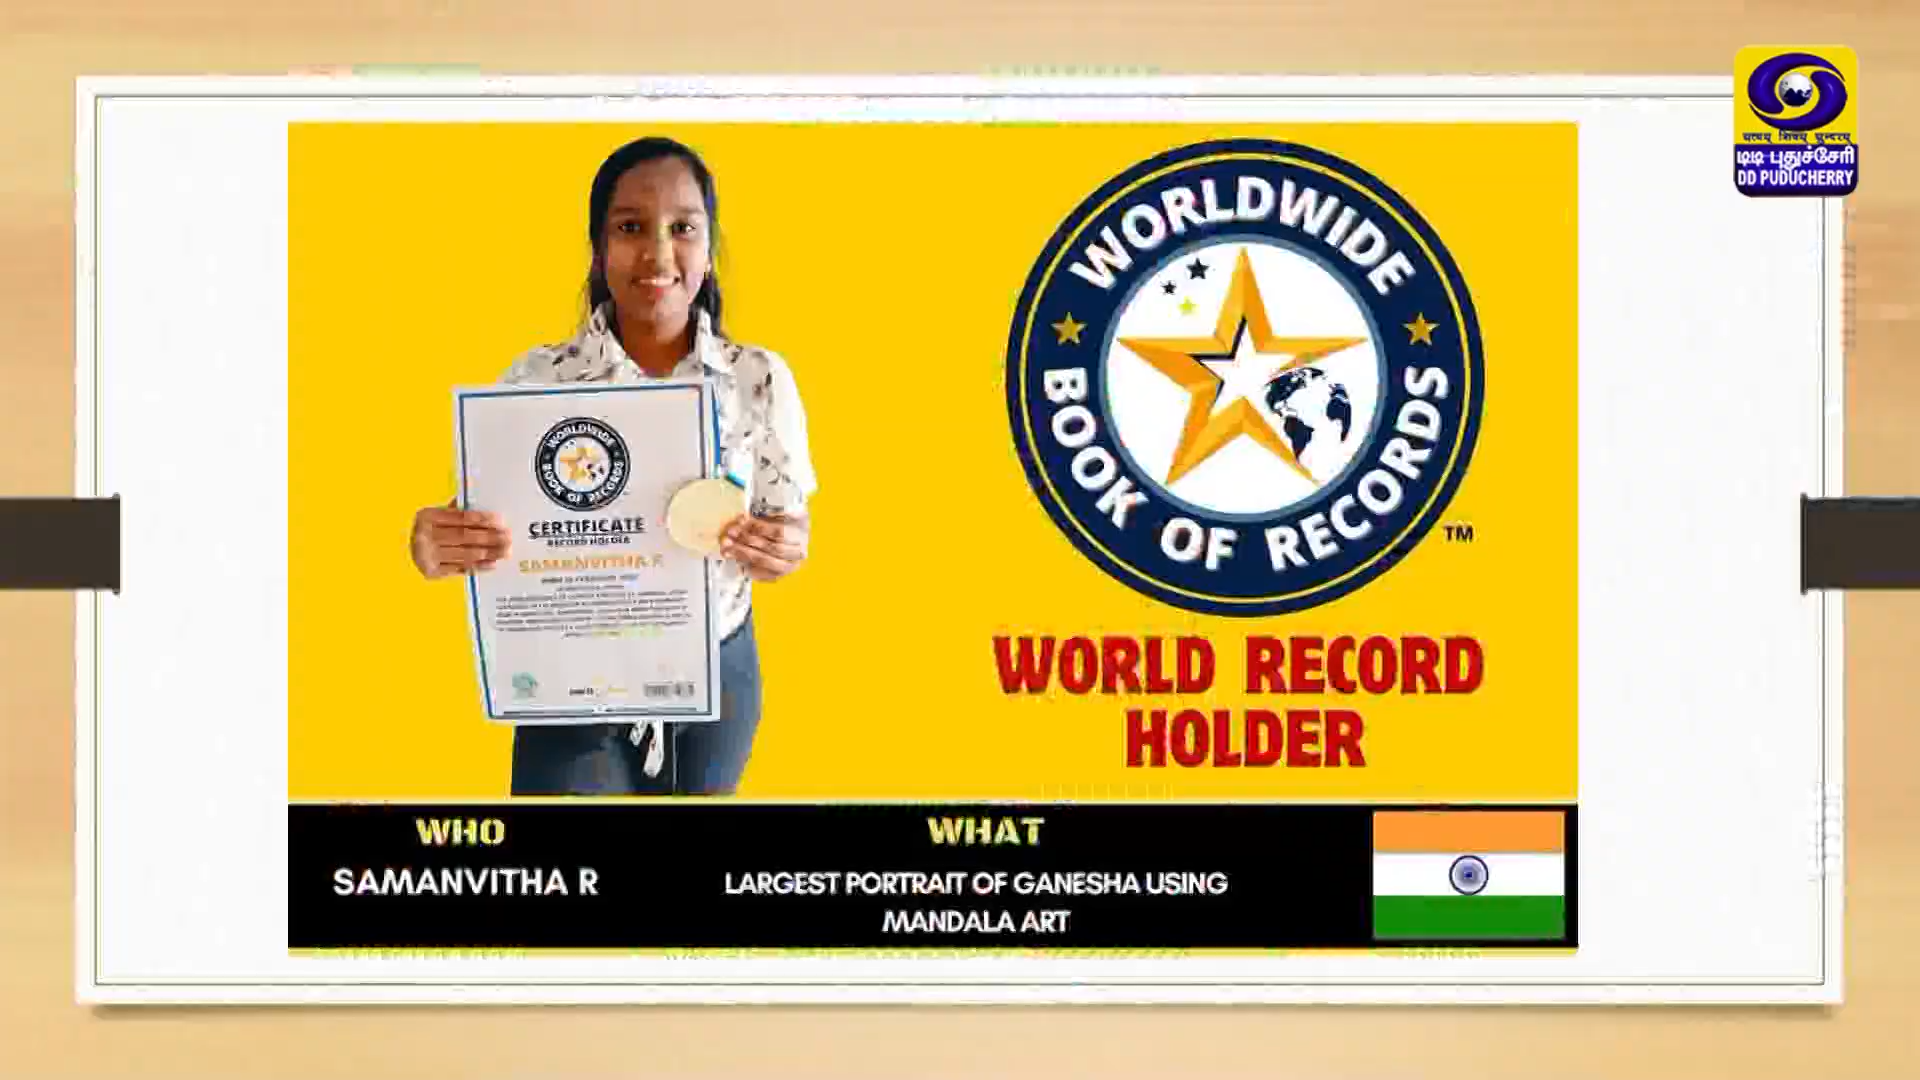 सत्यम् शिवम् सुन्दरम्
டிடி புதுச்சேரி
DD PUDUCHERRY
WORLDWIDE
BOOK OF RECORDS
TM
WORLD RECORD
HOLDER
WORLDWIDE
BOOK OF RECORDS
CERTIFICATE
RECORD HOLDER
SAMANVITHA R
WHO
SAMANVITHA R
WHAT
LARGEST PORTRAIT OF GANESHA USING
MANDALA ART